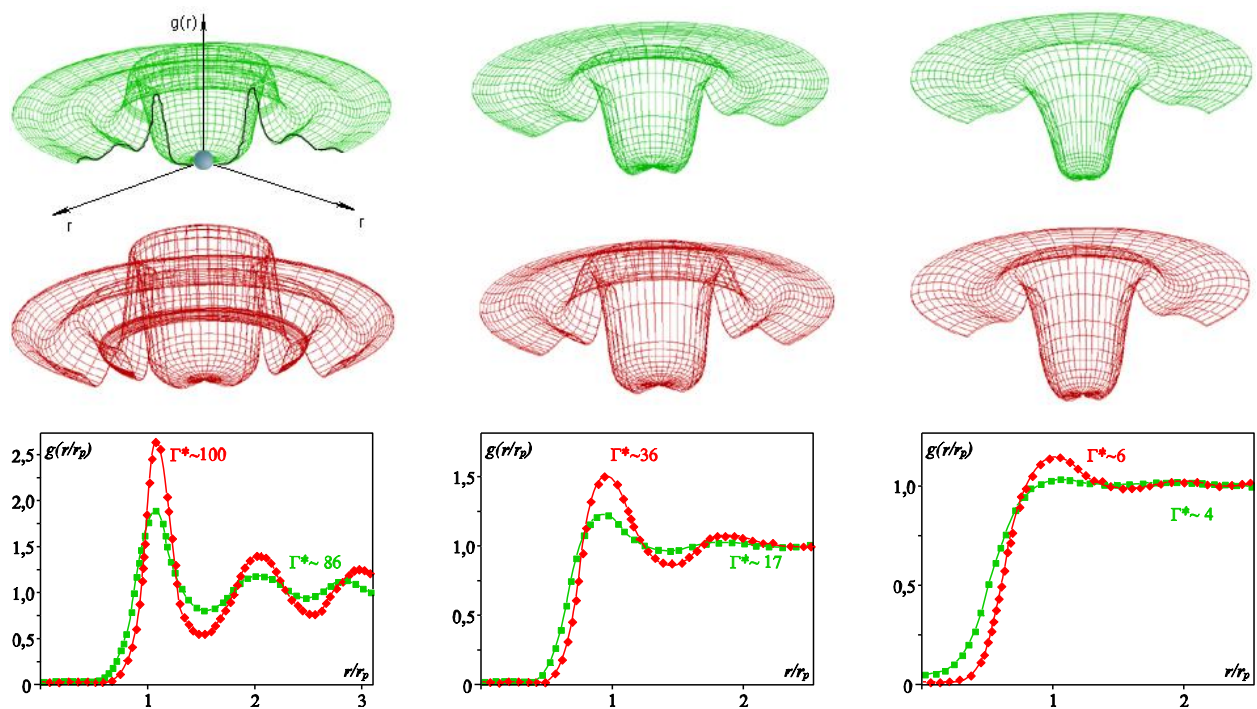 g(r)
r
r
g(r/rp)
2,5
2,0
1,5
1,0
0,5
0
Γ*~100
Γ*~ 86
r/rp
1
2
3
g(r/rp)
1.5
1,0
0,5
0
Γ*~36
Γ*~ 17
r/rp
1
2
g(r/rp)
1,0
0,5
0
Γ*~6
Γ*~ 4
r/rp
1
2